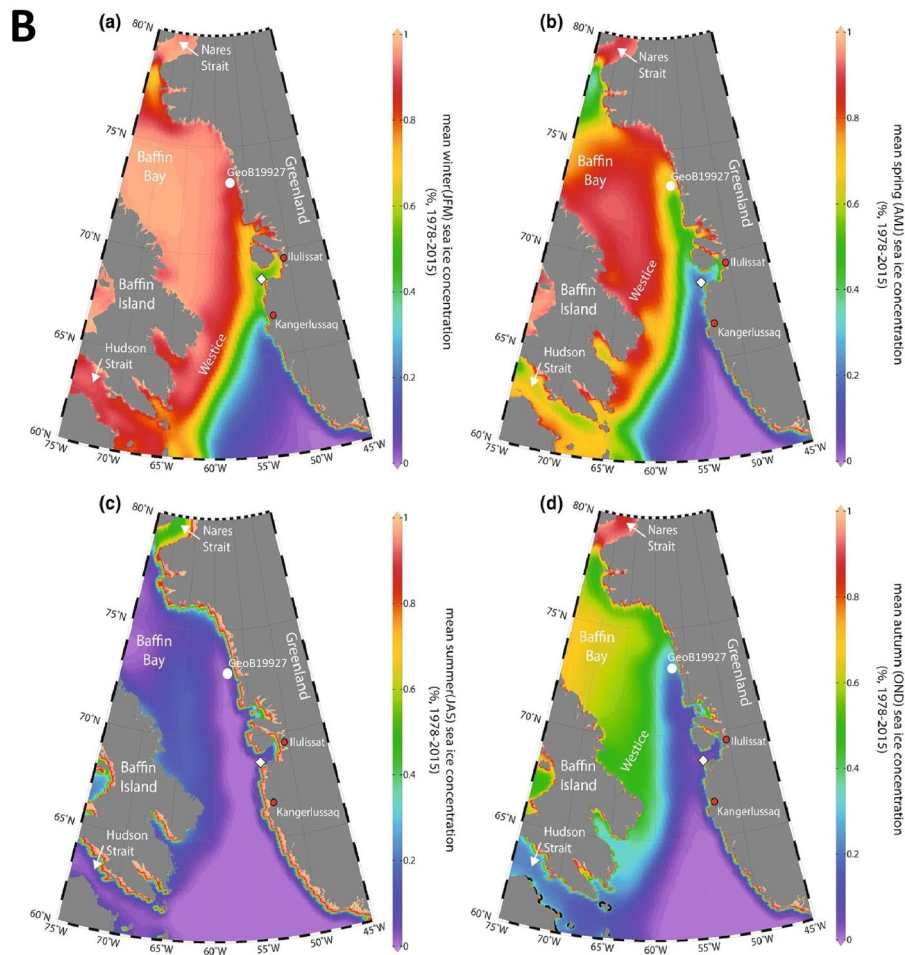 B
(a)
80°N
75°N
70°N
65°N
60°N
70°W
65°W
60°W
55°W
50°W
45°W
Nares
Strait
Baffin
Bay
GeoB19927
Greenland
Ilulissat
Baffin
Island
Kangerlussaq
Westice
Hudson
Strait
1
0.8
0.6
0.4
0.2
0
mean winter(JFM) sea ice concentration
(%, 1978-2015)
(b)
80°N
75°N
70°N
65°N
60°N
70°W
65°W
60°W
55°W
50°W
45°W
Nares
Strait
Baffin
Bay
GeoB19927
Greenland
Ilulissat
Baffin
Island
Westice
Kangerlussaq
Hudson
Strait
1
0.8
0.6
0.4
0.2
0
mean spring (AMJ) sea ice concentration
(%, 1978-2015)
(c)
80°N
75°N
70°N
65°N
60°N
75°W
70°W
65°W
60°W
55°W
50°W
45°W
Nares
Strait
Baffin
Bay
GeoB19927
Greenland
Ilulissat
Baffin
Island
Kangerlussaq
Hudson
Strait
1
0.8
0.6
0.4
0.2
0
mean summer(JAS) sea ice concentration
(%, 1978-2015)
(d)
80°N
75°N
70°N
65°N
60°N
75°W
70°W
65°W
60°W
55°W
50°W
45°W
Nares
Strait
Baffin
Bay
GeoB19927
Greenland
Westice
Ilulissat
Baffin
Island
Kangerlussaq
Hudson
Strait
1
0.8
0.6
0.4
0.2
0
mean autumn (OND) sea ice concentration
(%, 1978-2015)